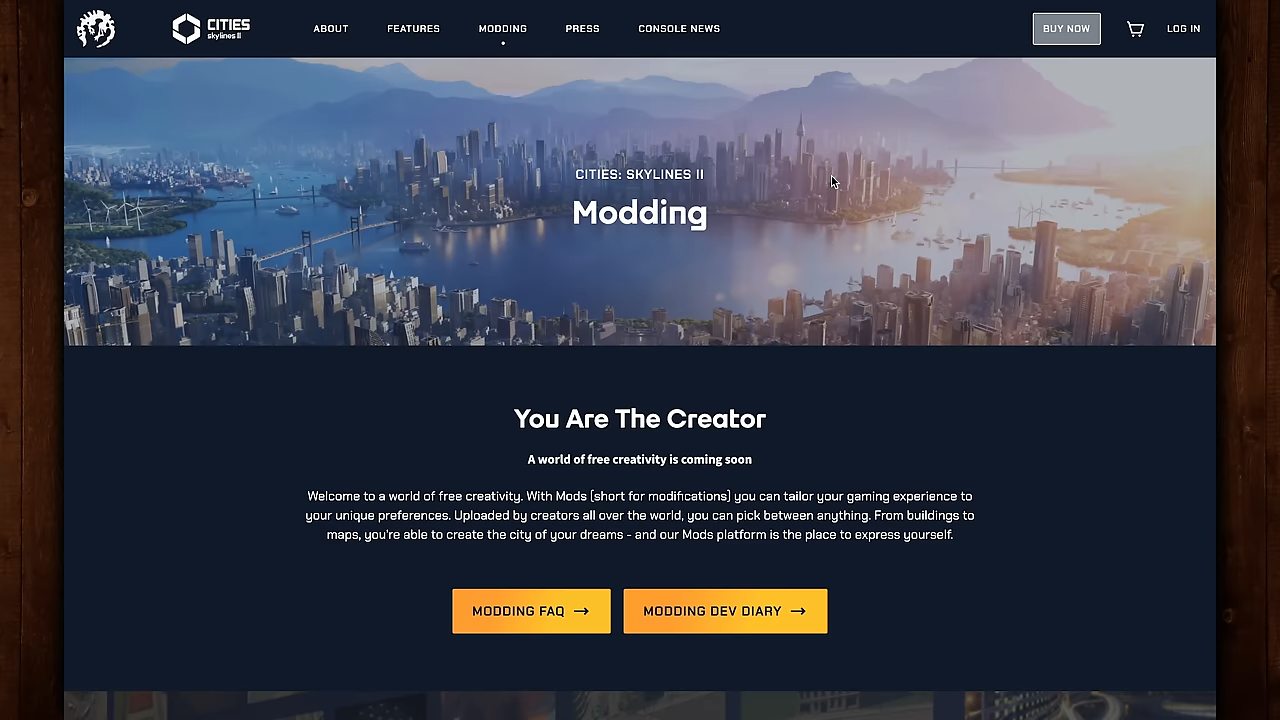 CITIES
skylines II
ABOUT
FEATURES
MODDING
PRESS
CONSOLE NEWS
BUY NOW
LOG IN
CITIES: SKYLINES II
Modding
You Are The Creator
A world of free creativity is coming soon
Welcome to a world of free creativity. With Mods (short for modifications) you can tailor your gaming experience to
your unique preferences. Uploaded by creators all over the world, you can pick between anything. From buildings to
maps, you're able to create the city of your dreams - and our Mods platform is the place to express yourself.
MODDING FAQ →
MODDING DEV DIARY →